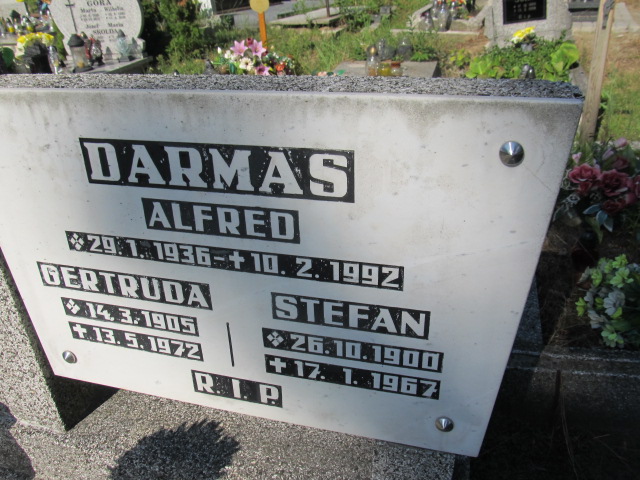 GÓRA
DARMAS
ALFRED
29.1.1936-+10.2.1992
GERTRUDA
14.3.1905
+13.5.1972
STEFAN
26.10.1900
+17.1.1967
R.I.P.